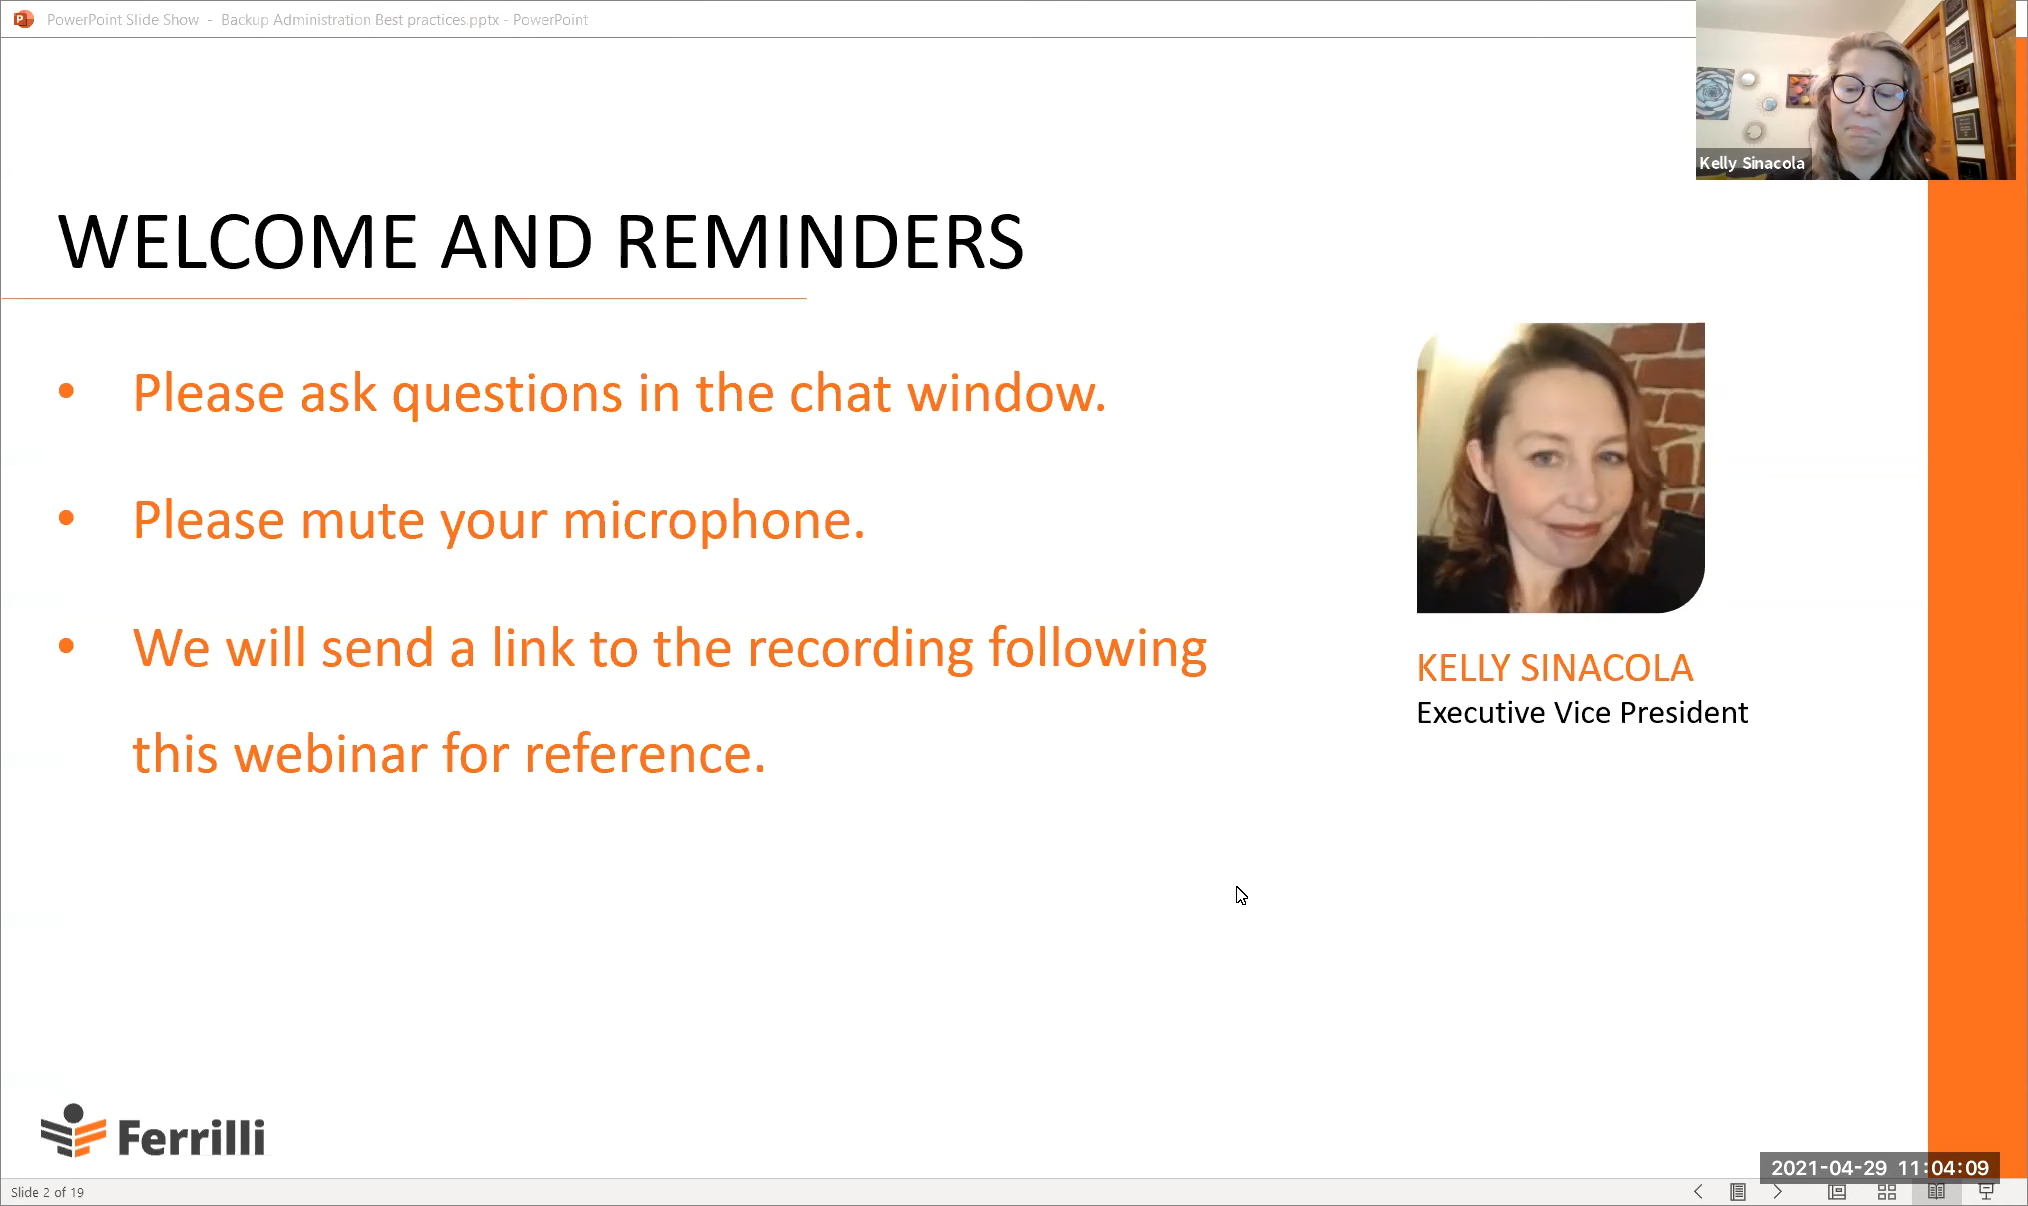 PowerPoint Slide Show - Backup Administration Best practices.pptx - PowerPoint
Kelly Sinacola
WELCOME AND REMINDERS
• Please ask questions in the chat window.
• Please mute your microphone.
• We will send a link to the recording following
this webinar for reference.
KELLY SINACOLA
Executive Vice President
Ferrilli
2021-04-29 11:04:09
Slide 2 of 19